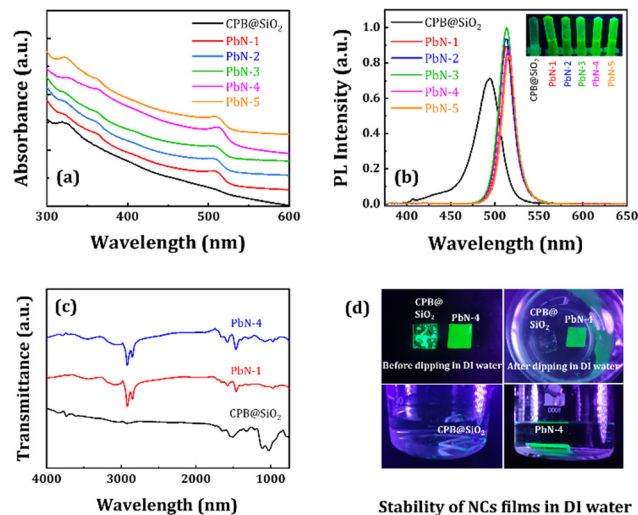 CPB@SiO₂
PbN-1
PbN-2
PbN-3
PbN-4
PbN-5
(a)
Absorbance (a.u.)
300
400
500
600
Wavelength (nm)
CPB@SiO₂
PbN-1
PbN-2
PbN-3
PbN-4
PbN-5
(b)
CPB@SiO₂
PbN-1
PbN-2
PbN-3
PbN-4
PbN-5
PL Intensity (a.u.)
1.0
0.8
0.6
0.4
0.2
0.0
400
450
500
550
600
650
Wavelength (nm)
(c)
PbN-4
PbN-1
CPB@SiO₂
Transmittance (a.u.)
4000
3000
2000
1000
Wavelength (nm)
(d)
CPB@
SiO₂
PbN-4
Before dipping in DI water
CPB@
SiO₂
PbN-4
After dipping in DI water
CPB@SiO₂
1000
PbN-4
Stability of NCs films in DI water